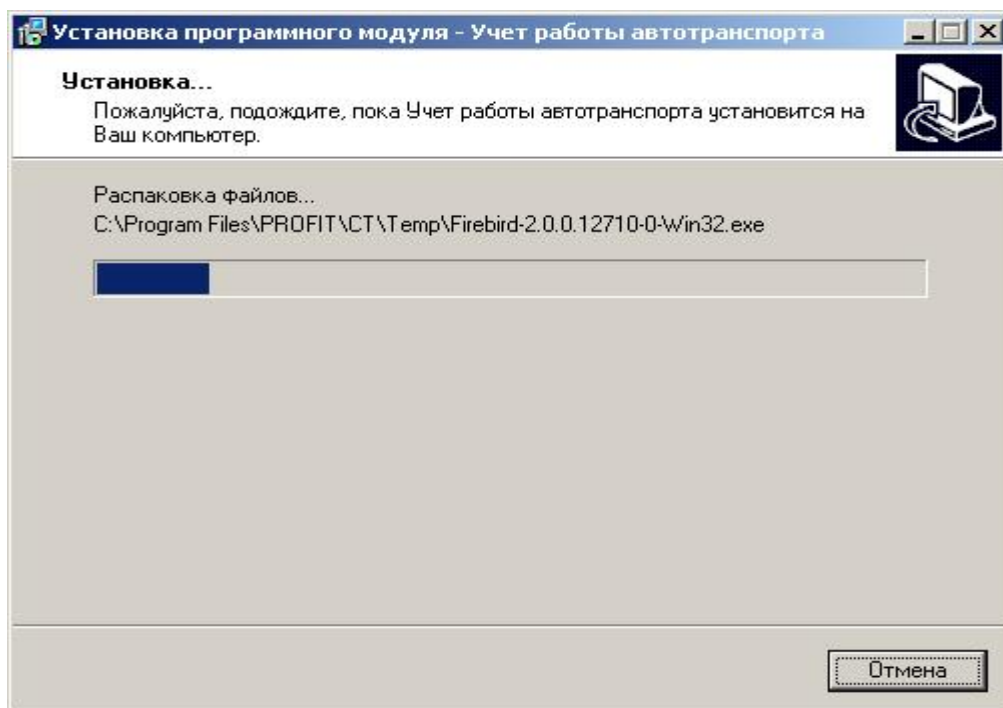 Установка программного модуля - Учет работы автотранспорта
Установка...
Пожалуйста, подождите, пока Учет работы автотранспорта установится на
Ваш компьютер.
Распаковка файлов...
C:\Program Files\PROFIT\CT\Temp\Firebird-2.0.0.12710-0-Win32.exe
Отмена